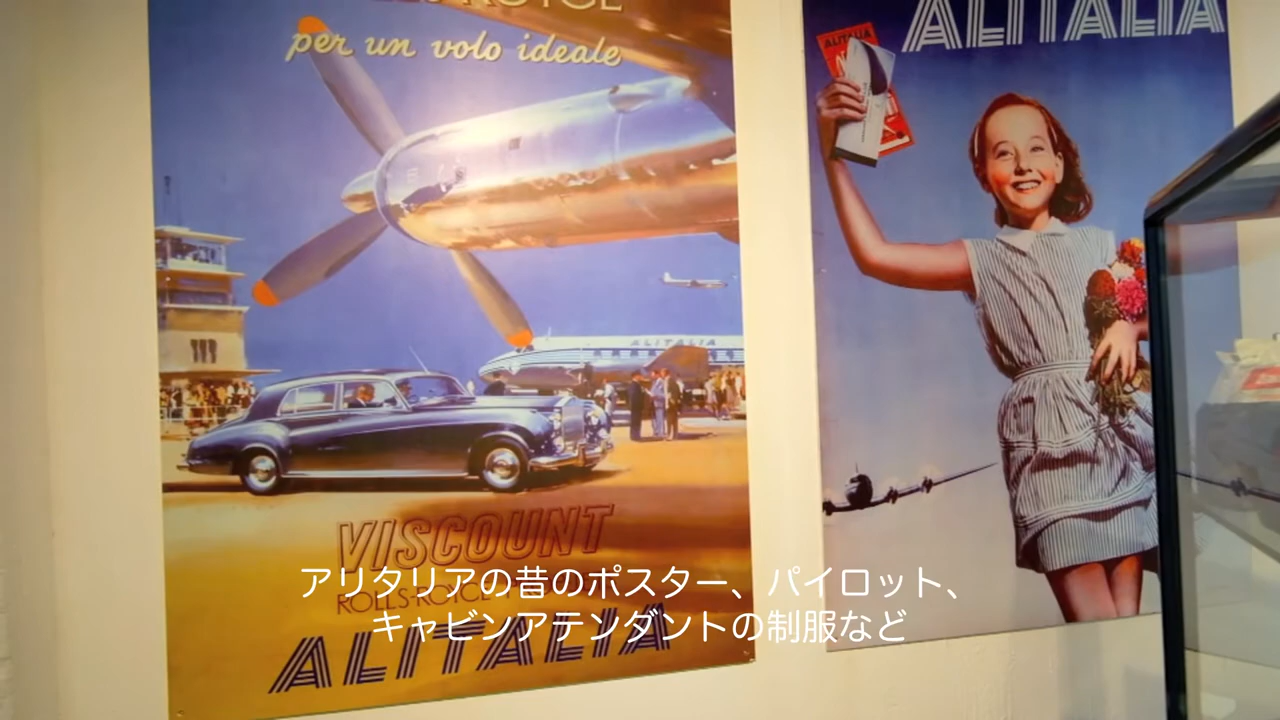 per un volo ideale
ALITALIA
ALITALIA
ALITALIA
VISCOUNT
ROLLS-ROYCE
ALITALIA
アリタリアの昔のポスター、パイロット、
キャビンアテンダントの制服など